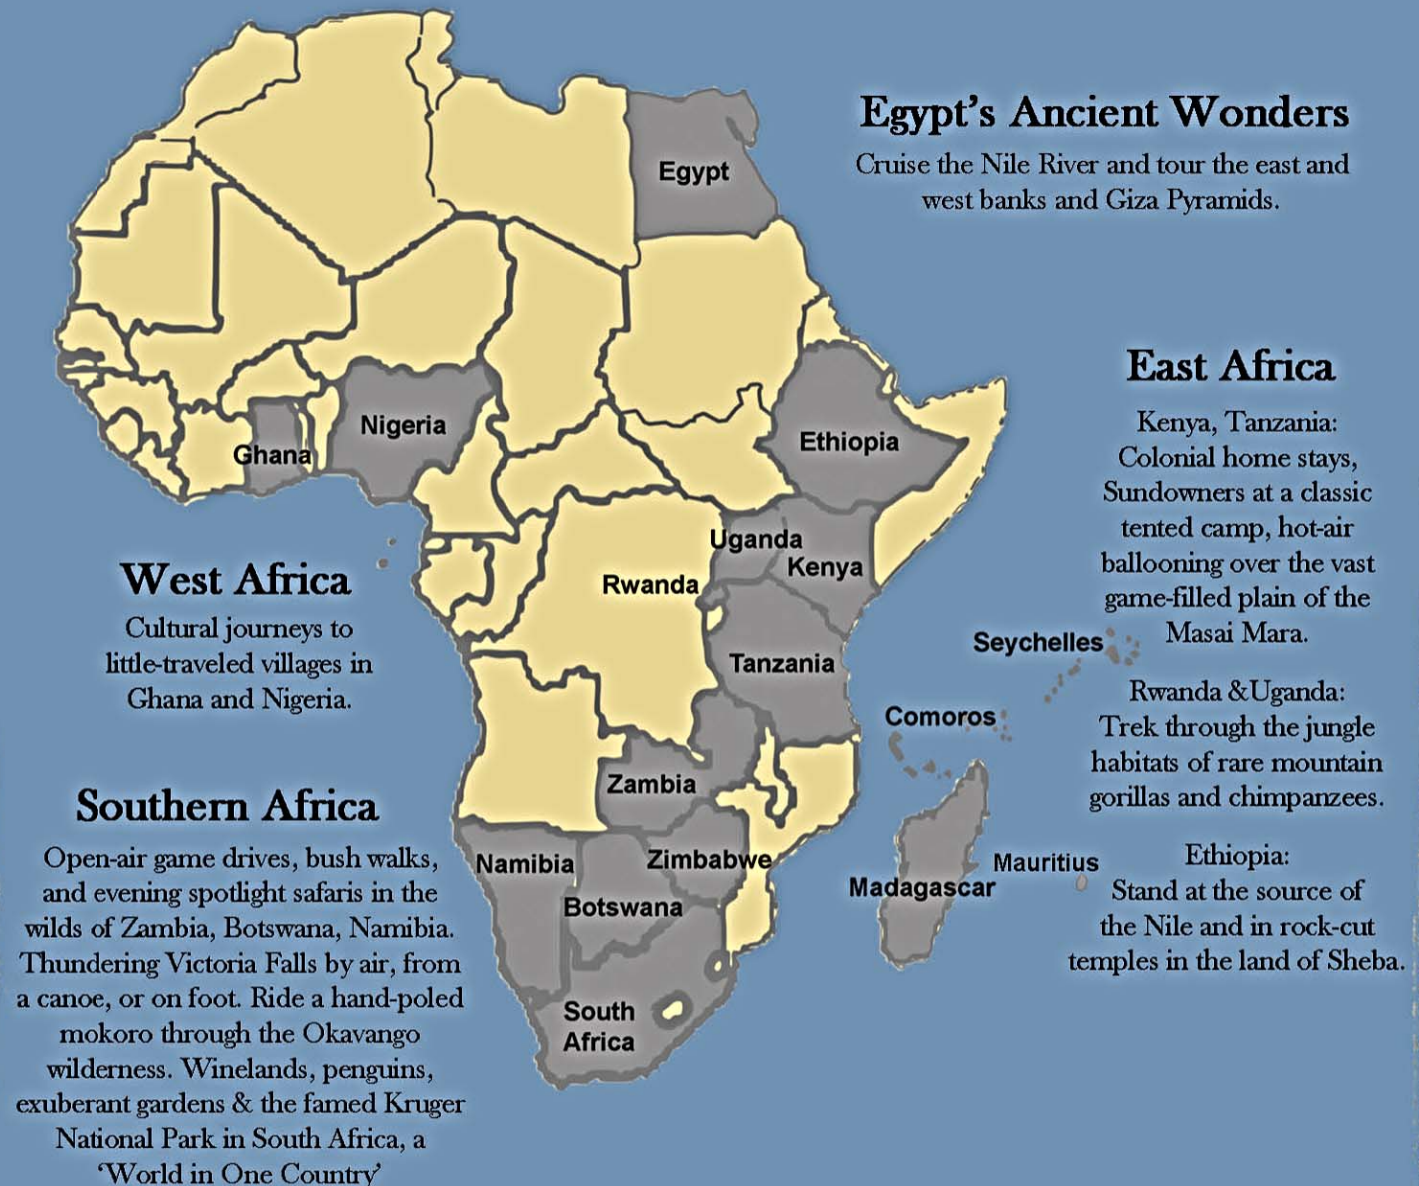 Egypt's Ancient Wonders
Cruise the Nile River and tour the east and
west banks and Giza Pyramids.
Egypt
East Africa
Kenya, Tanzania:
Colonial home stays,
Sundowners at a classic
tented camp, hot-air
ballooning over the vast
game-filled plain of the
Masai Mara.
Rwanda &Uganda:
Trek through the jungle
habitats of rare mountain
gorillas and chimpanzees.
Ethiopia:
Stand at the source of
the Nile and in rock-cut
temples in the land of Sheba.
Nigeria
Ghana
Ethiopia
Uganda
Kenya
Rwanda
Tanzania
Seychelles
Comoros
Zambia
Namibia
Zimbabwe
Botswana
Madagascar
Mauritius
South
Africa
West Africa
Cultural journeys to
little-traveled villages in
Ghana and Nigeria.
Southern Africa
Open-air game drives, bush walks,
and evening spotlight safaris in the
wilds of Zambia, Botswana, Namibia.
Thundering Victoria Falls by air, from
a canoe, or on foot. Ride a hand-poled
mokoro through the Okavango
wilderness. Winelands, penguins,
exuberant gardens & the famed Kruger
National Park in South Africa, a
'World in One Country'